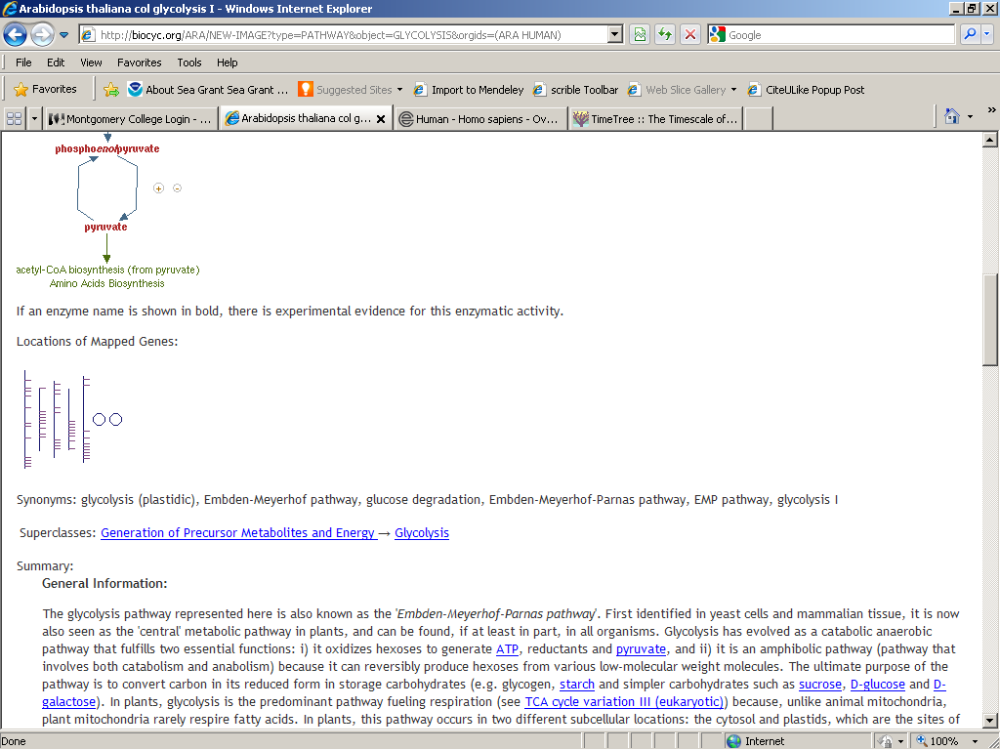 Arabidopsis thaliana col glycolysis I - Windows Internet Explorer
http://biocyc.org/ARA/NEW-IMAGE?type=PATHWAY&object=GLYCOLYSIS&orgids=(ARA HUMAN)
Google
File Edit View Favorites Tools Help
Favorites About Sea Grant Sea Grant ... Suggested Sites Import to Mendeley scrible Toolbar Web Slice Gallery CiteULike Popup Post
Montgomery College Login - ... Arabidopsis thaliana col g... Human - Homo sapiens - Ov... TimeTree :: The Timescale of... »
phosphoenolpyruvate
+ -
pyruvate
acetyl-CoA biosynthesis (from pyruvate)
Amino Acids Biosynthesis
If an enzyme name is shown in bold, there is experimental evidence for this enzymatic activity.
Locations of Mapped Genes:
Synonyms: glycolysis (plastidic), Embden-Meyerhof pathway, glucose degradation, Embden-Meyerhof-Parnas pathway, EMP pathway, glycolysis I
Superclasses: Generation of Precursor Metabolites and Energy → Glycolysis
Summary:
General Information:
The glycolysis pathway represented here is also known as the 'Embden-Meyerhof-Parnas pathway'. First identified in yeast cells and mammalian tissue, it is now
also seen as the 'central' metabolic pathway in plants, and can be found, if at least in part, in all organisms. Glycolysis has evolved as a catabolic anaerobic
pathway that fulfills two essential functions: i) it oxidizes hexoses to generate ATP, reductants and pyruvate, and ii) it is an amphibolic pathway (pathway that
involves both catabolism and anabolism) because it can reversibly produce hexoses from various low-molecular weight molecules. The ultimate purpose of the
pathway is to convert carbon in its reduced form in storage carbohydrates (e.g. glycogen, starch and simpler carbohydrates such as sucrose, D-glucose and D-
galactose). In plants, glycolysis is the predominant pathway fueling respiration (see TCA cycle variation III (eukaryotic)) because, unlike animal mitochondria,
plant mitochondria rarely respire fatty acids. In plants, this pathway occurs in two different subcellular locations: the cytosol and plastids, which are the sites of
Done Internet 100%